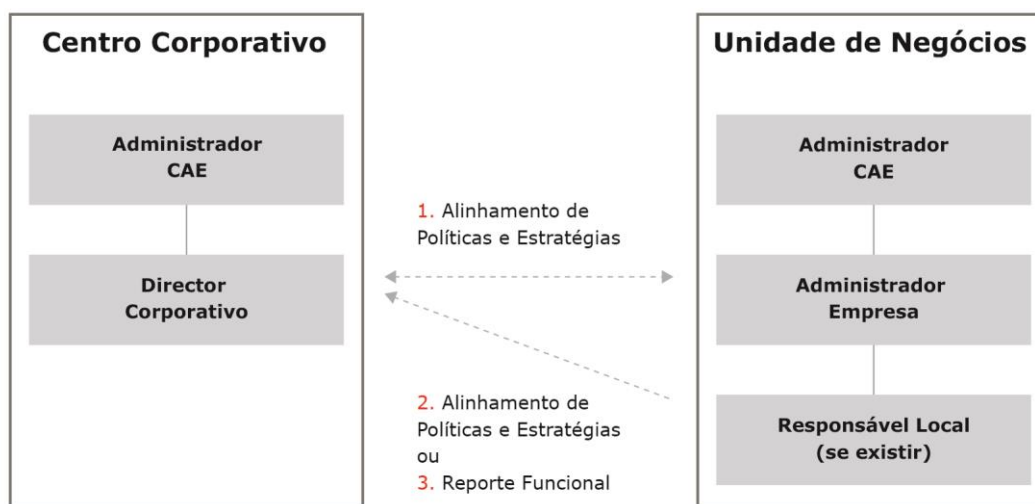 Centro Corporativo
Administrador
CAE
Director
Corporativo
1. Alinhamento de
Políticas e Estratégias
2. Alinhamento de
Políticas e Estratégias
ou
3. Reporte Funcional
Unidade de Negócios
Administrador
CAE
Administrador
Empresa
Responsável Local
(se existir)